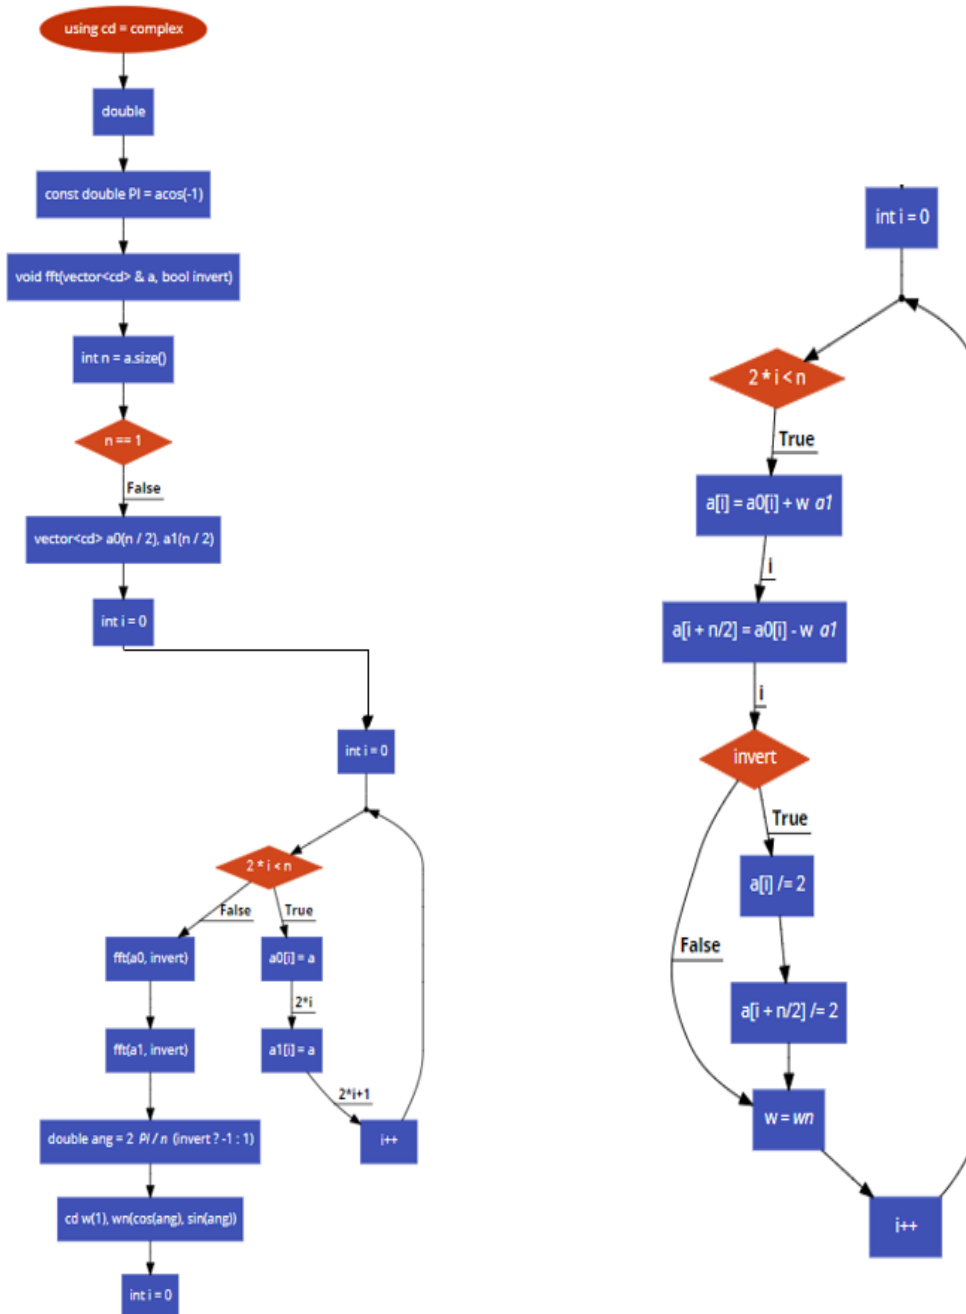 using cd = complex
double
const double PI = acos(-1)
void fft(vector<cd> & a, bool invert)
int n = a.size()
n == 1
False
vector<cd> a0(n / 2), a1(n / 2)
int i = 0
int i = 0
2 * i < n
False
True
fft(a0, invert)
a0[i] = a
2*i
fft(a1, invert)
a1[i] = a
2*i+1
double ang = 2 PI / n (invert ? -1 : 1)
i++
cd w(1), wn(cos(ang), sin(ang))
int i = 0
int i = 0
2 * i < n
True
a[i] = a0[i] + w a1
i
a[i + n/2] = a0[i] - w a1
i
invert
True
a[i] /= 2
False
a[i + n/2] /= 2
w = wn
i++